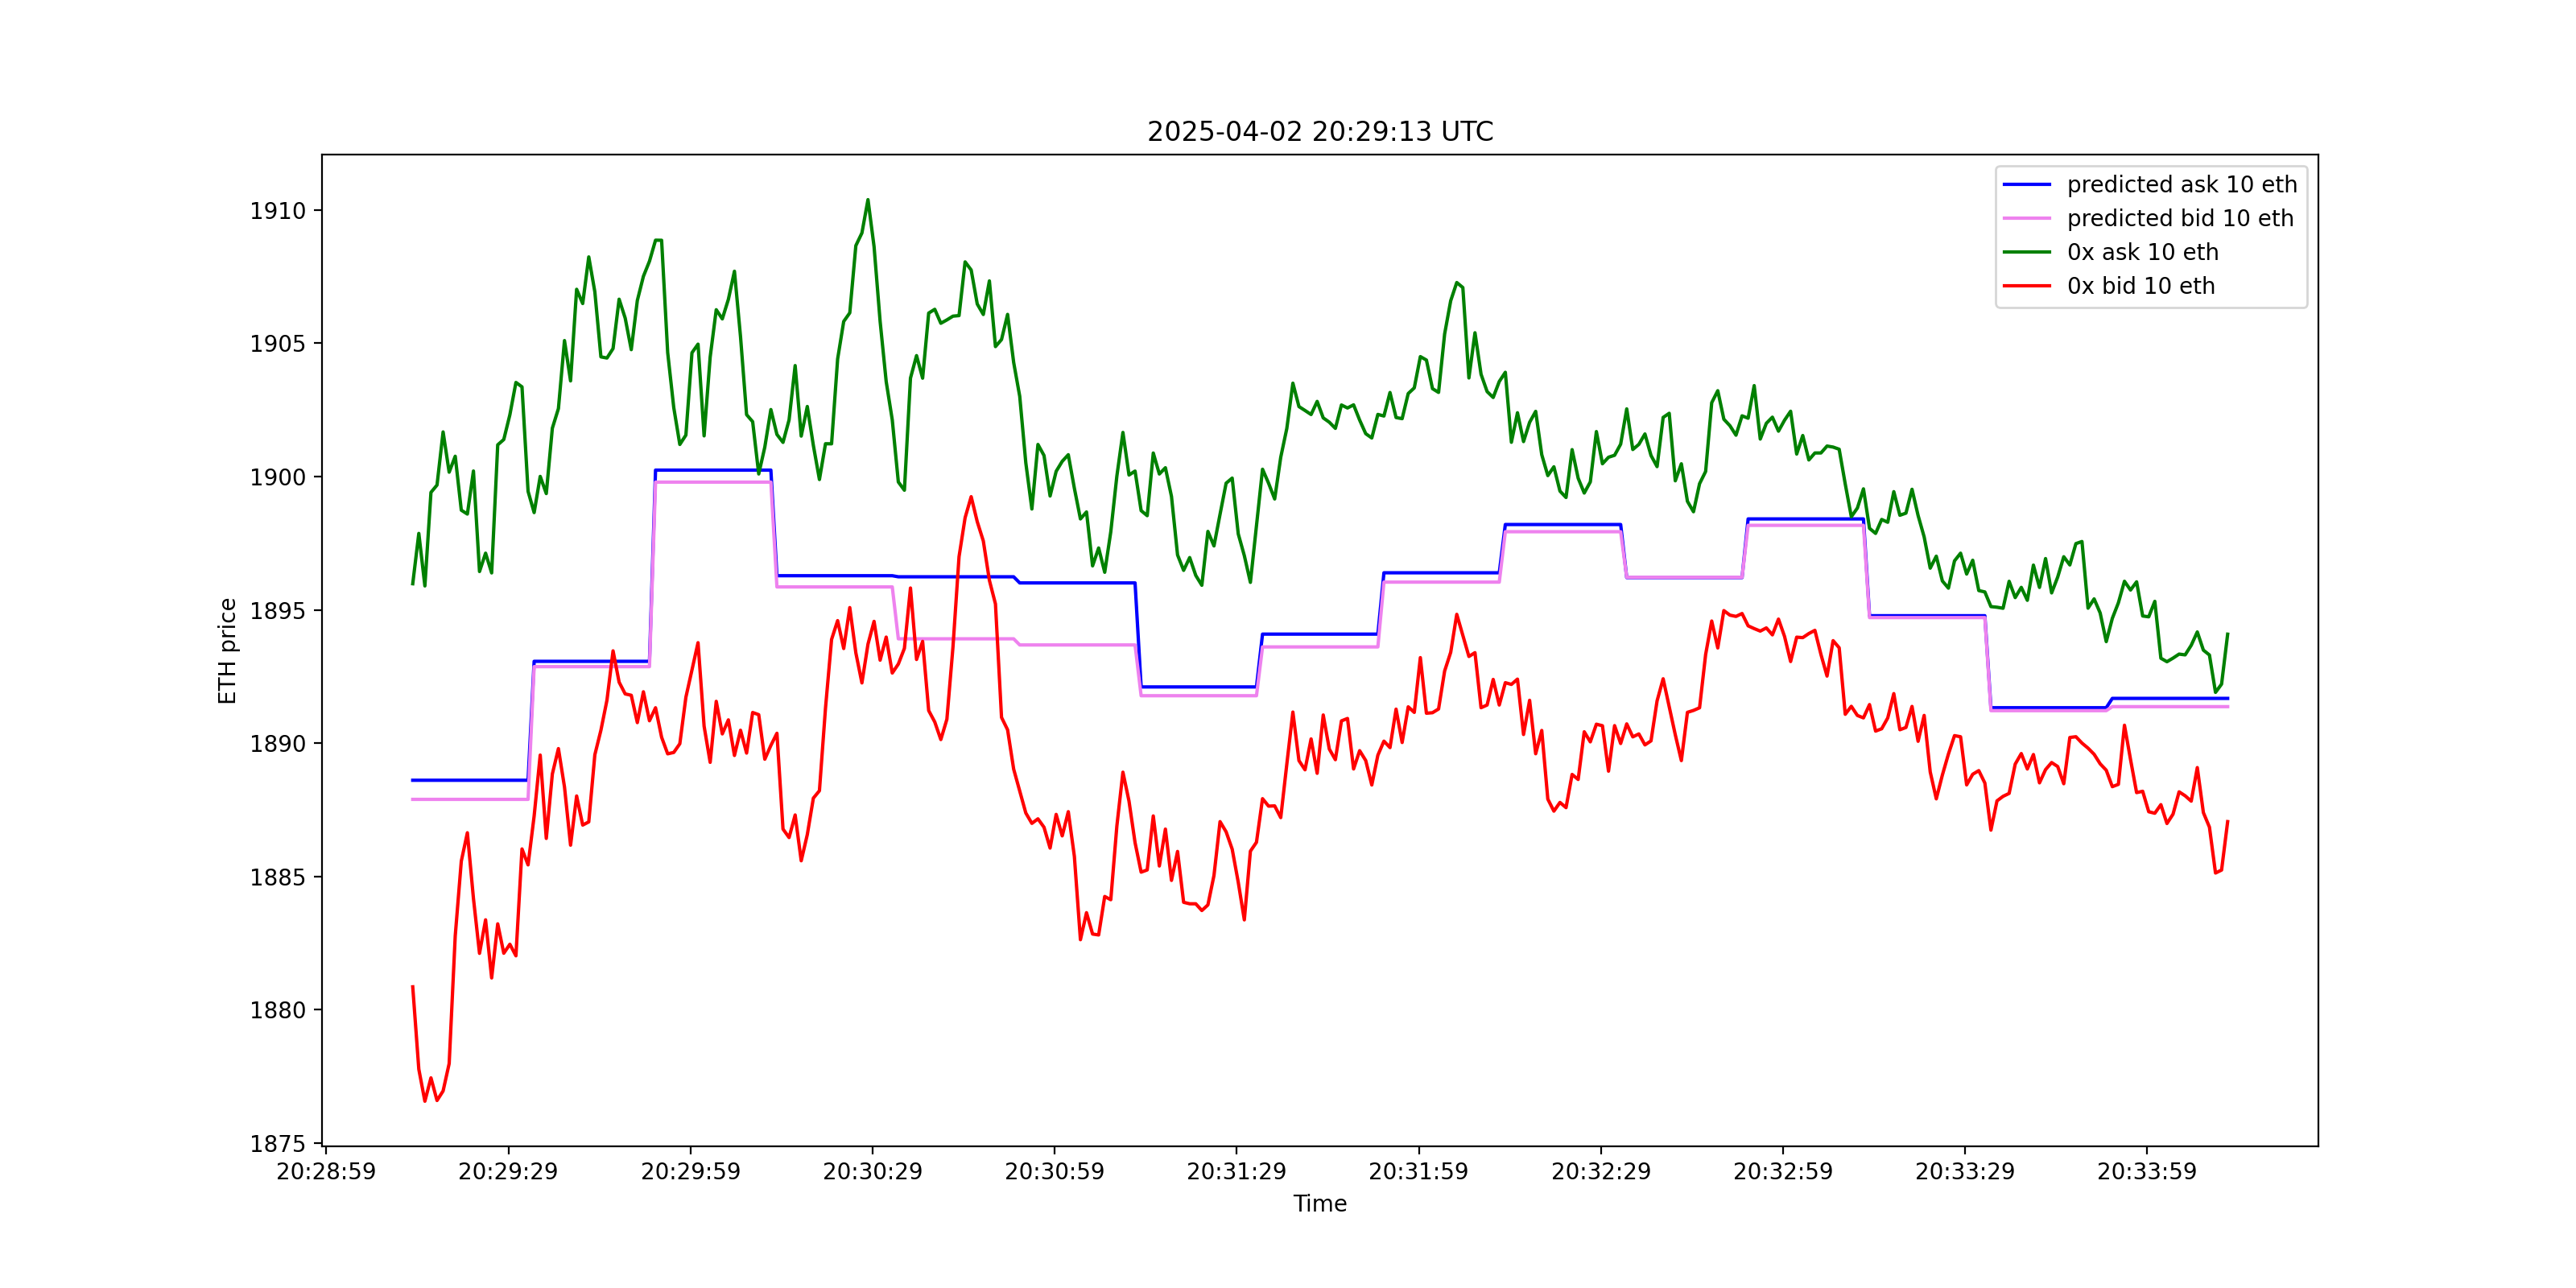 2025-04-02 20:29:13 UTC
predicted ask 10 eth
predicted bid 10 eth
0x ask 10 eth
0x bid 10 eth
ETH price
1910
1905
1900
1895
1890
1885
1880
1875
20:28:59 20:29:29 20:29:59 20:30:29 20:30:59 20:31:29 20:31:59 20:32:29 20:32:59 20:33:29 20:33:59
Time